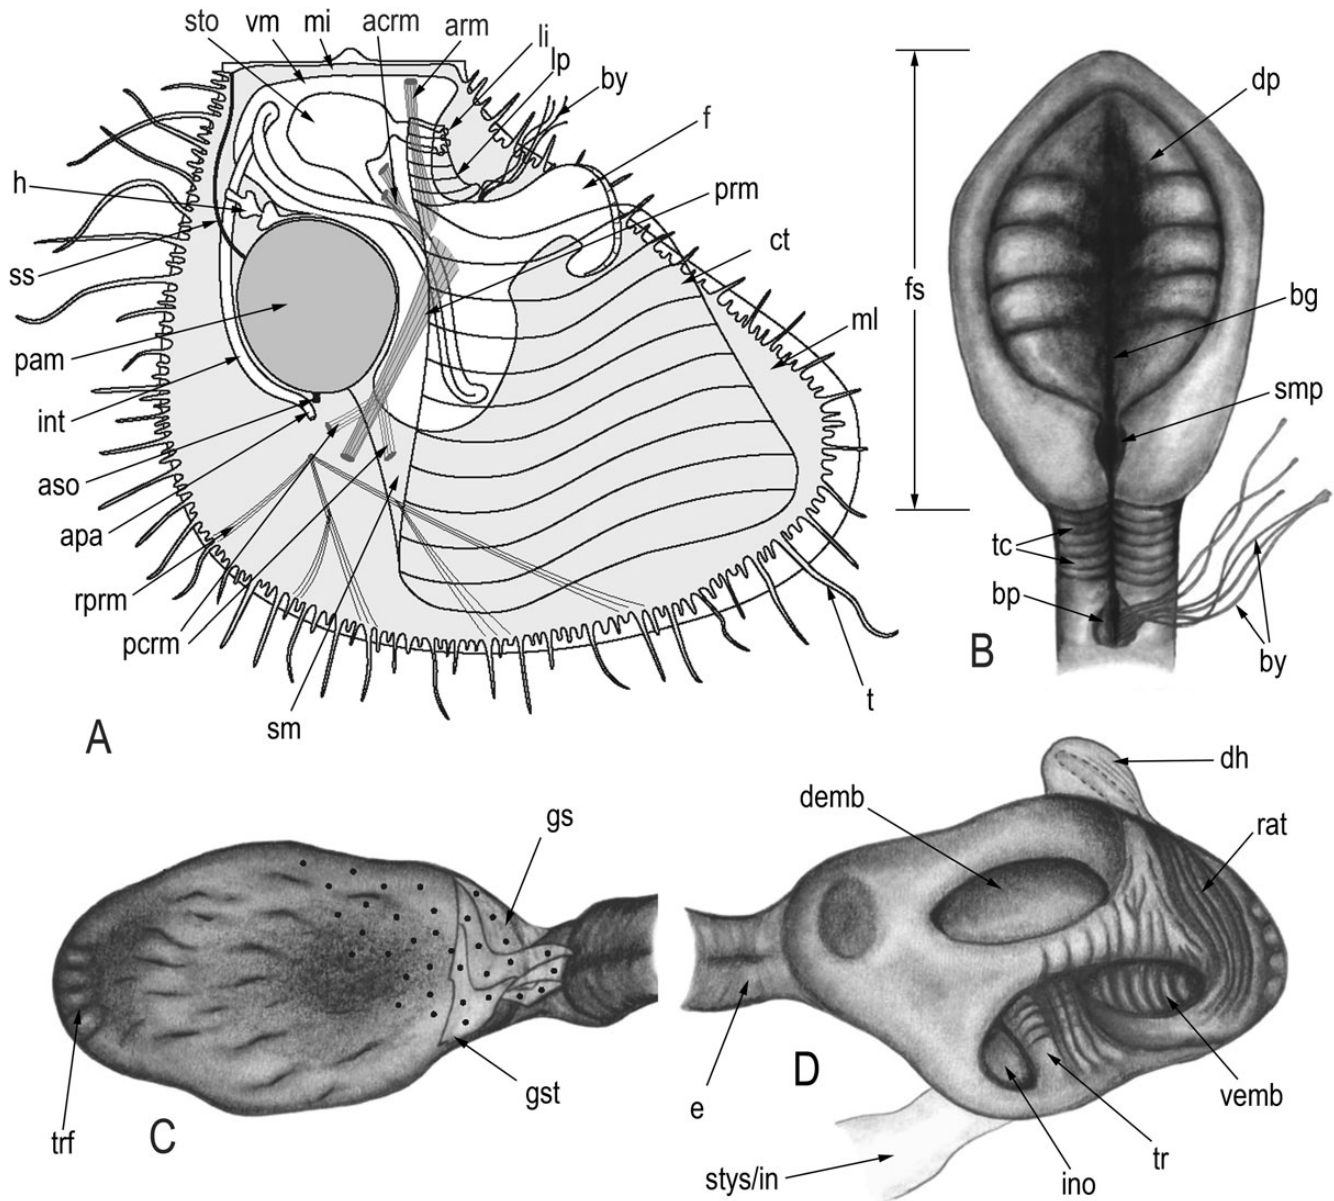 sto vm mi acrm arm li lp by f prm ct ml
h
ss
pam
int
aso
apa
rprm
pcrm
sm
t
A
dp
fs
bg
smp
tc
bp
by
B
gs
gst
trf
C
demb
dh
rat
e
D
vemb
tr
ino
stys/in